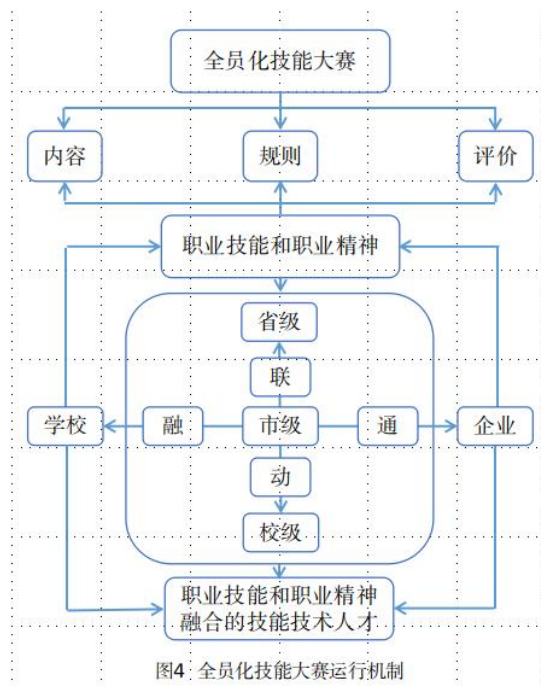 全员化技能大赛
内容
规则
评价
职业技能和职业精神
省级
联
学校
融
市级
通
企业
动
校级
职业技能和职业精神
融合的技能技术人才
图4 全员化技能大赛运行机制